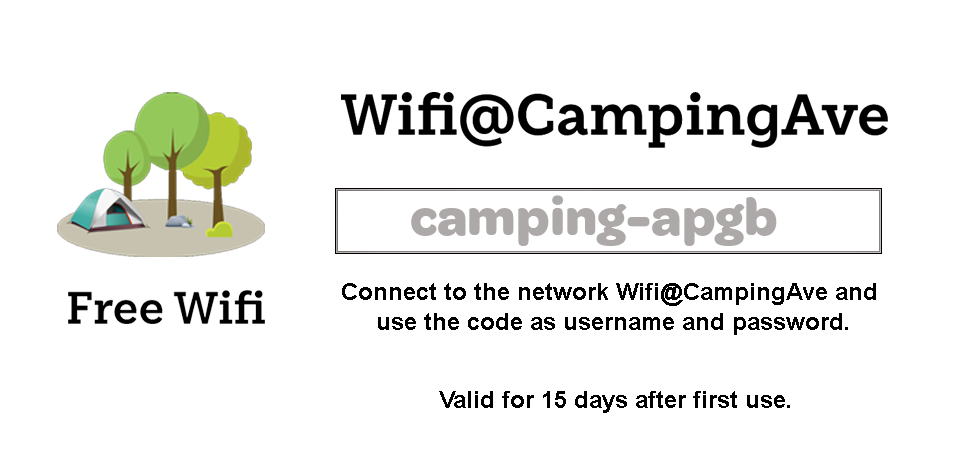 Wifi@CampingAve
camping-apgb
Free Wifi
Connect to the network Wifi@CampingAve and
use the code as username and password.
Valid for 15 days after first use.